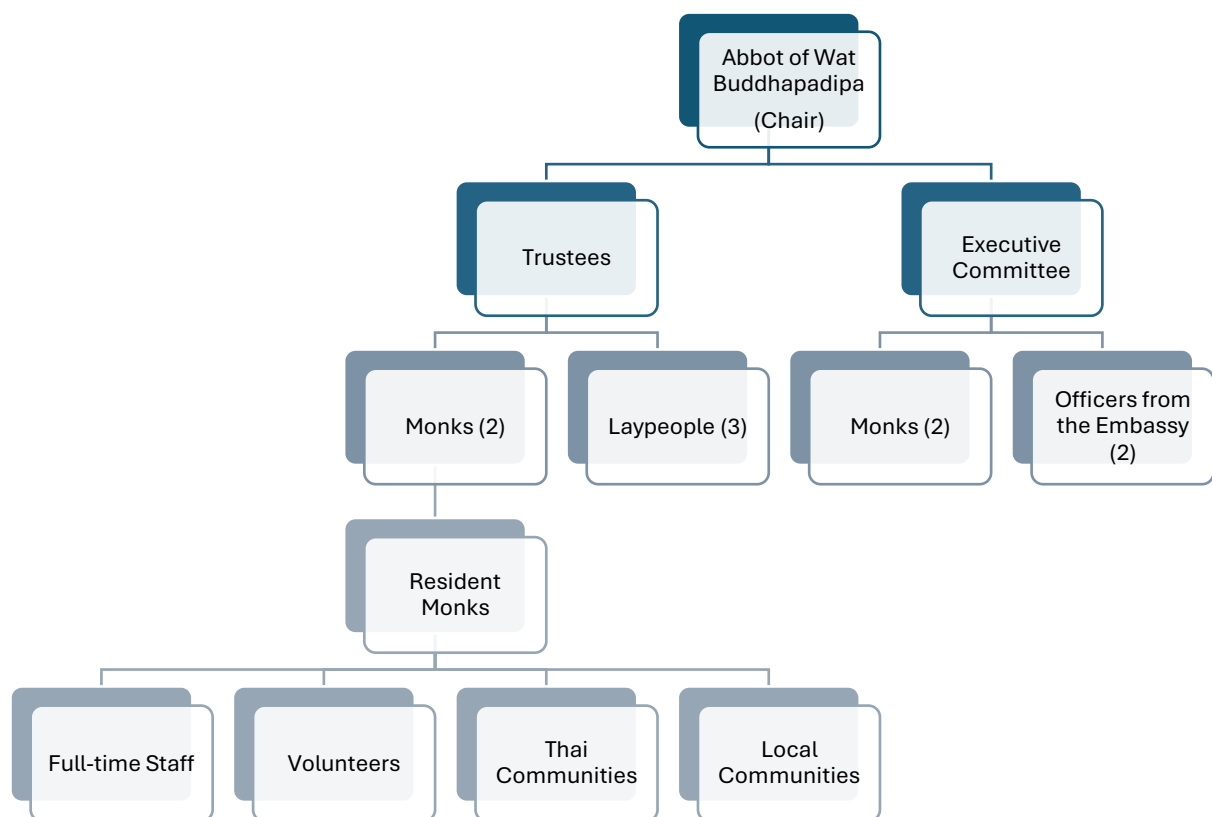 Abbot of Wat
Buddhapadipa
(Chair)
Trustees
Executive
Committee
Monks (2)
Laypeople (3)
Monks (2)
Officers from
the Embassy
(2)
Resident
Monks
Full-time Staff
Volunteers
Thai
Communities
Local
Communities